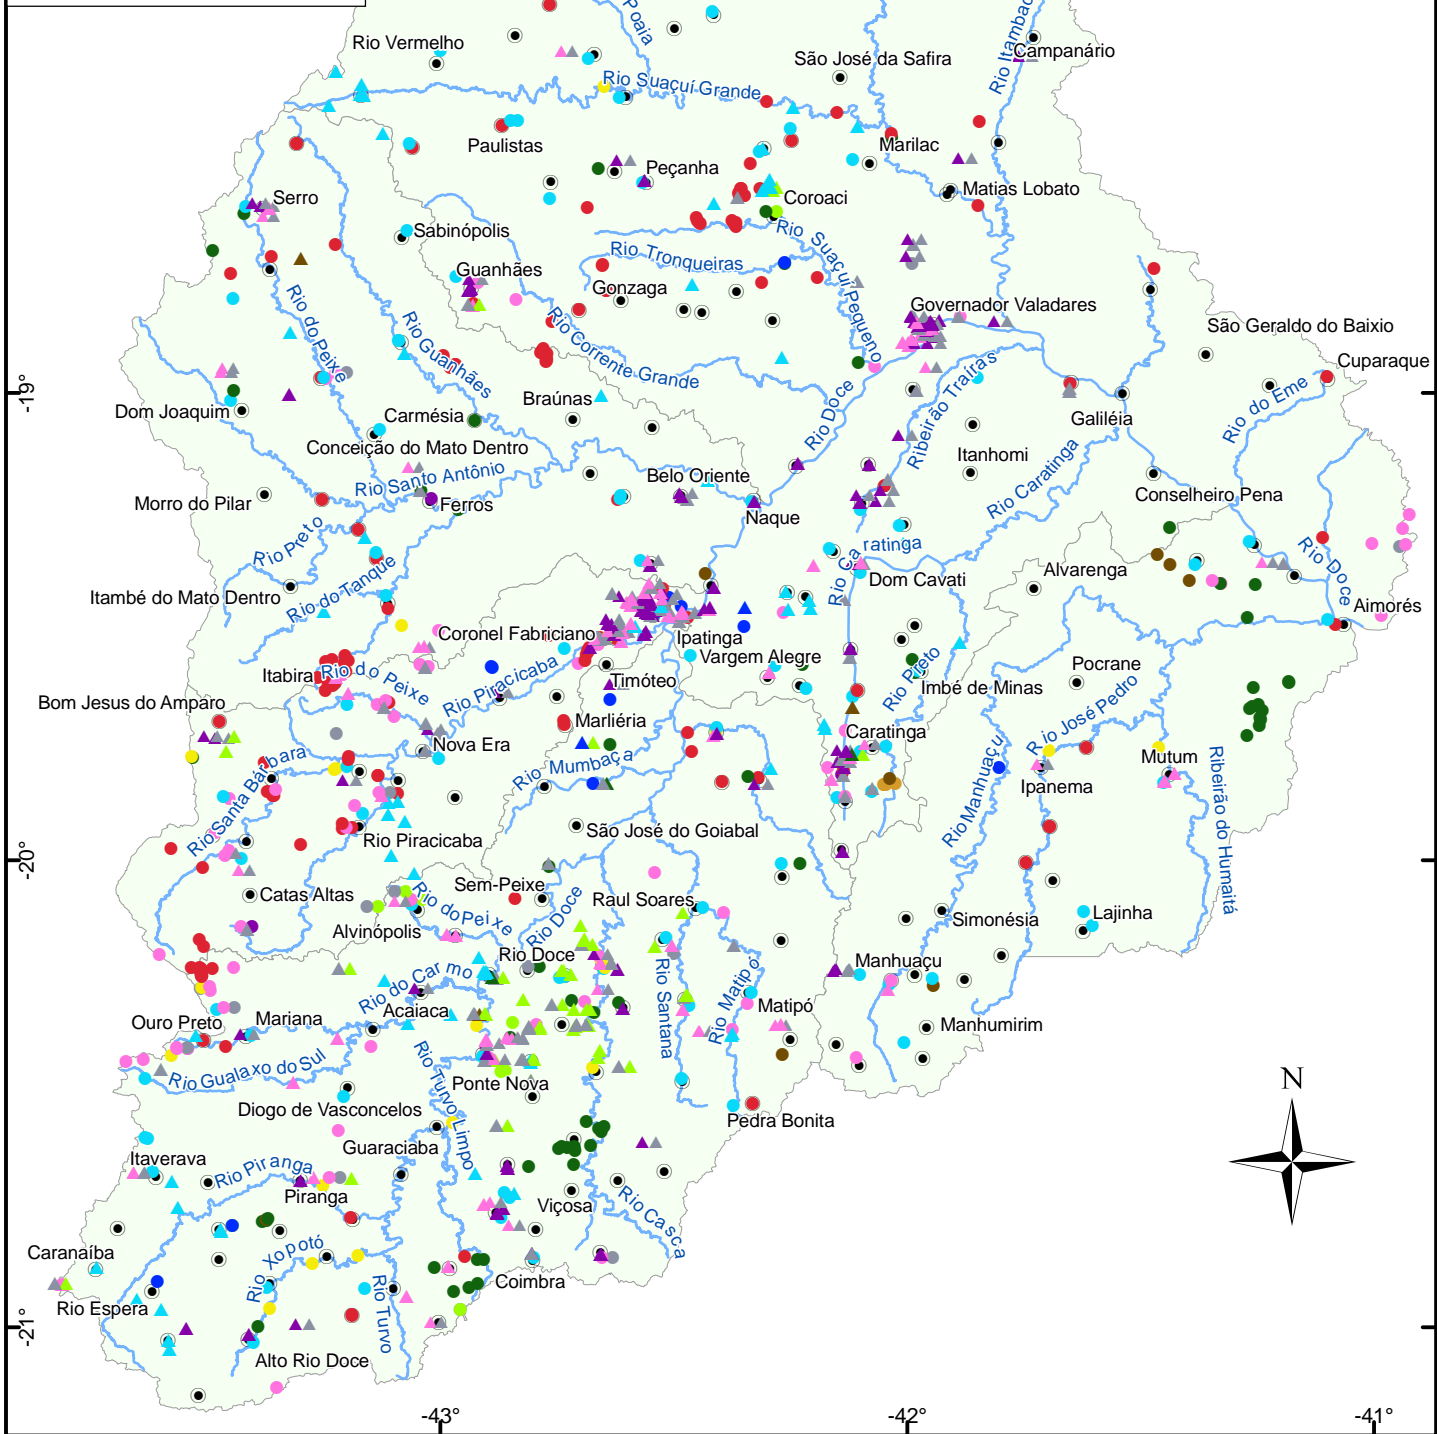 Poaia
Rio Itambac
Rio Vermelho
São José da Safira
Campanário
Rio Suaçuí Grande
Paulistas
Peçanha
Marilac
Serro
Coroaci
Matias Lobato
Sabinópolis
Rio Suaçuí Pequeno
Rio Tronqueiras
Guanhães
Gonzaga
Governador Valadares
São Geraldo do Baixio
Cuparaque
Rio do Peixe
Rio Guanhães
Rio Corrente Grande
Ribeirão Traíras
-19°
Dom Joaquim
Carmésia
Braúnas
Rio Doce
Galiléia
Rio do Eme
Conceição do Mato Dentro
Itanhomi
Rio Caratinga
Belo Oriente
Rio Santo Antônio
Morro do Pilar
Ferros
Naque
Conselheiro Pena
Rio Preto
Rio Caratinga
Rio Doce
Rio do Tanque
Dom Cavati
Alvarenga
Itambé do Mato Dentro
Aimorés
Coronel Fabriciano
Ipatinga
Vargem Alegre
Itabira
Rio do Peixe
Rio Piracicaba
Timóteo
Rio Preto
Imbé de Minas
Pocrane
Bom Jesus do Amparo
Marliéria
Caratinga
Rio José Pedro
Nova Era
Rio Mumbaça
Rio Manhuaçu
Ipanema
Mutum
Rio Santa Bárbara
Ribeirão do Humaitá
Rio Piracicaba
São José do Goiabal
-20°
Catas Altas
Sem-Peixe
Raul Soares
Alvinópolis
Rio do Peixe
Rio Doce
Simonésia
Lajinha
Rio Doce
Rio do Carmo
Rio Santana
Rio Matipó
Manhuaçu
Acaiaca
Matipó
Ouro Preto
Mariana
Manhumirim
Rio Gualaxo do Sul
Rio Turvo Limpo
Ponte Nova
N
Diogo de Vasconcelos
Pedra Bonita
Guaraciaba
Itaverava
Rio Piranga
Piranga
Viçosa
Rio Casca
Caranaíba
Rio Xopotó
Coimbra
Rio Espera
Rio Turvo
-21°
Alto Rio Doce
-43°
-42°
-41°